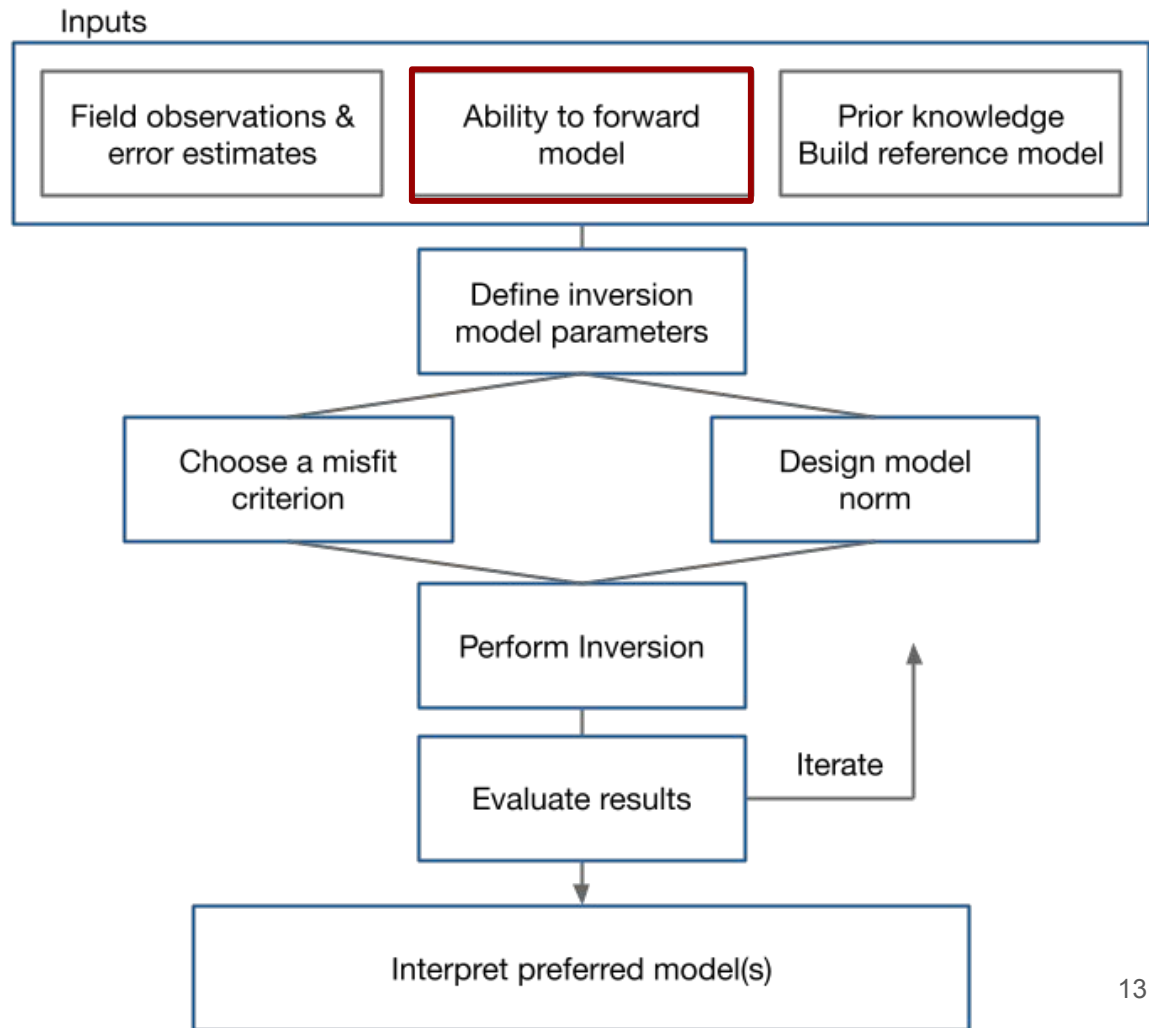 Inputs
Field observations &
error estimates
Ability to forward
model
Prior knowledge
Build reference model
Define inversion
model parameters
Choose a misfit
criterion
Design model
norm
Perform Inversion
Evaluate results
Iterate
Interpret preferred model(s)
13